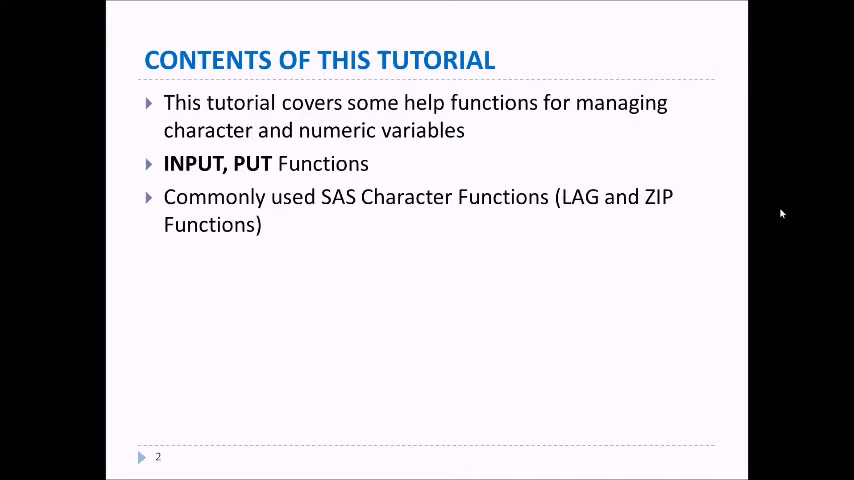 CONTENTS OF THIS TUTORIAL
This tutorial covers some help functions for managing
character and numeric variables
INPUT, PUT Functions
Commonly used SAS Character Functions (LAG and ZIP
Functions)
2